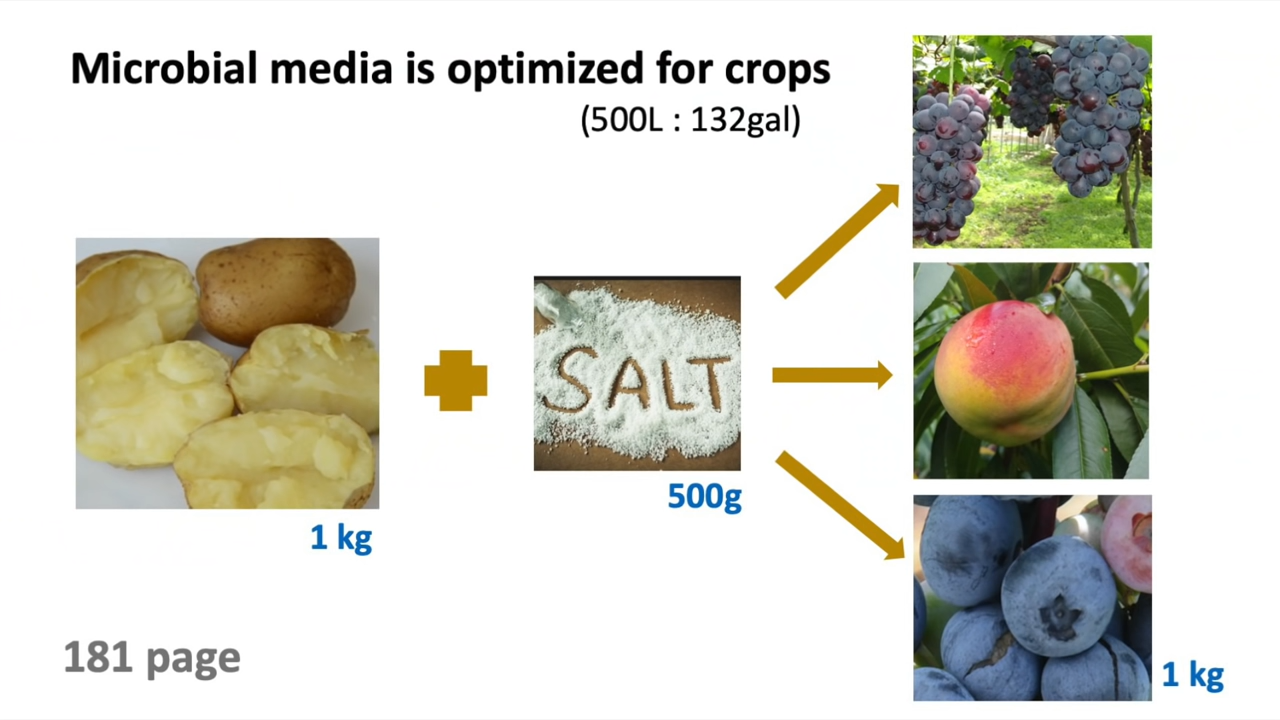 Microbial media is optimized for crops
(500L : 132gal)
SALT
500g
1 kg
1 kg
181 page